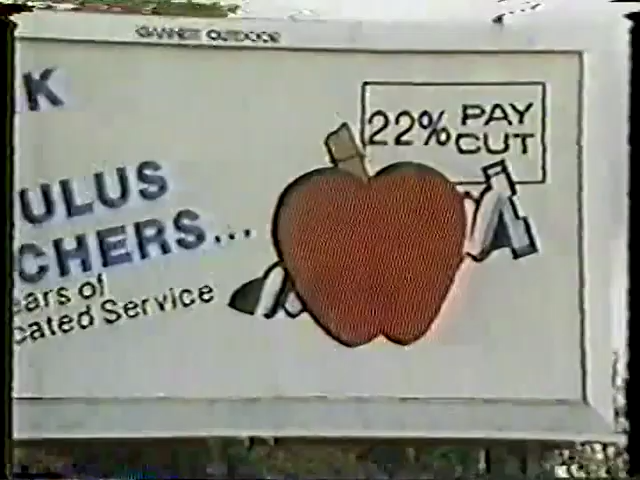 GANNETT OUTDOOR
K
22% PAY CUT
ULUS
CHERS...
ears of
cated Service